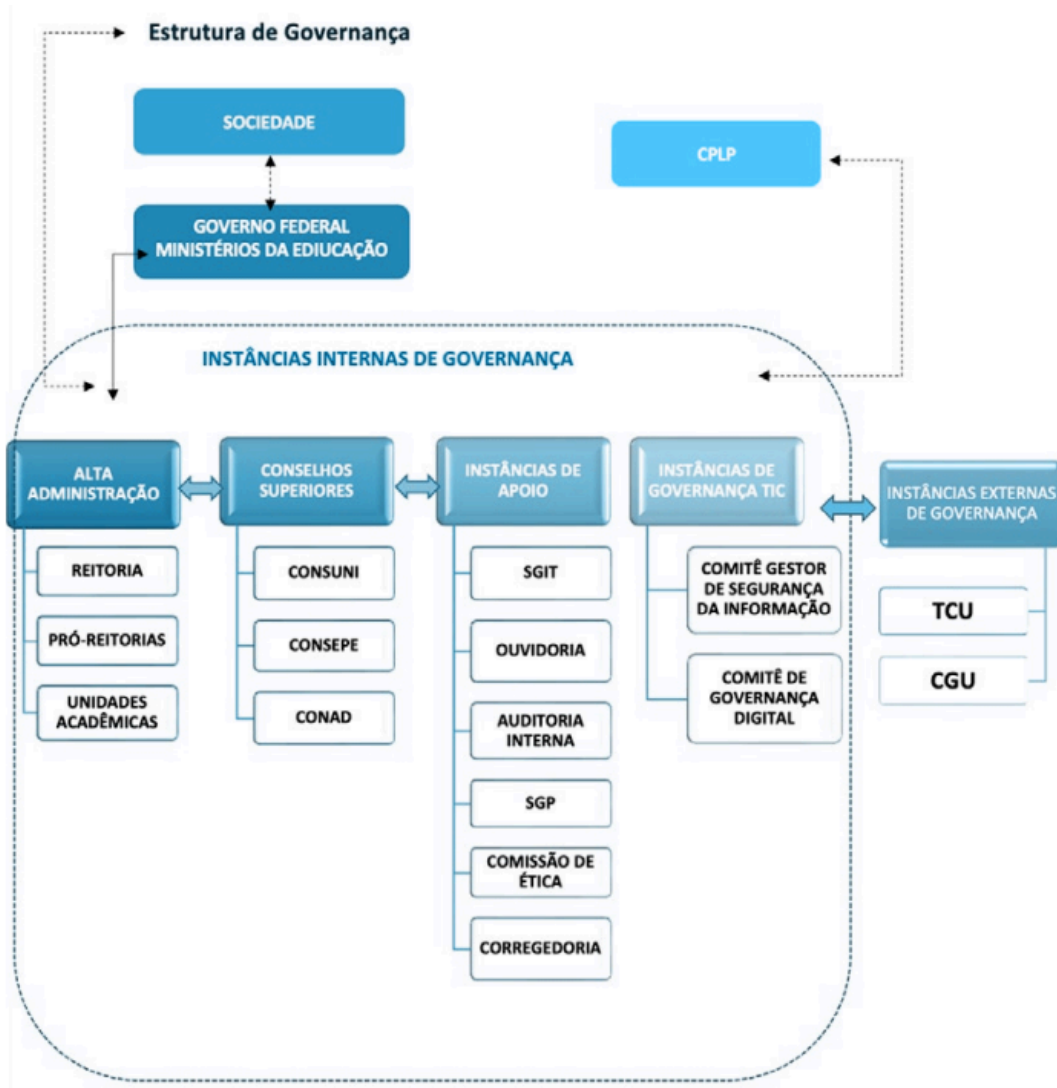 Estrutura de Governança
SOCIEDADE
CPLP
GOVERNO FEDERAL
MINISTÉRIOS DA EDIUCAÇÃO
INSTÂNCIAS INTERNAS DE GOVERNANÇA
ALTA
ADMINISTRAÇÃO
REITORIA
PRÓ-REITORIAS
UNIDADES
ACADÊMICAS
CONSELHOS
SUPERIORES
CONSUNI
CONSEPE
CONAD
INSTÂNCIAS DE
APOIO
SGIT
OUVIDORIA
AUDITORIA
INTERNA
SGP
COMISSÃO DE
ÉTICA
CORREGEDORIA
INSTÂNCIAS DE
GOVERNANÇA TIC
COMITÊ GESTOR
DE SEGURANÇA
DA INFORMAÇÃO
COMITÊ DE
GOVERNANÇA
DIGITAL
INSTÂNCIAS EXTERNAS
DE GOVERNANÇA
TCU
CGU